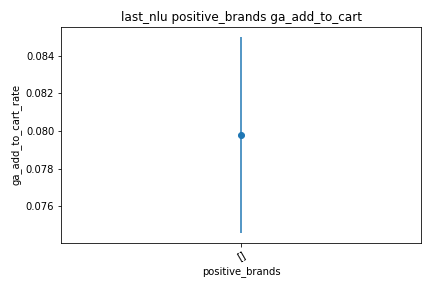 last_nlu positive_brands ga_add_to_cart
ga_add_to_cart_rate
0.084
0.082
0.080
0.078
0.076
[]
positive_brands